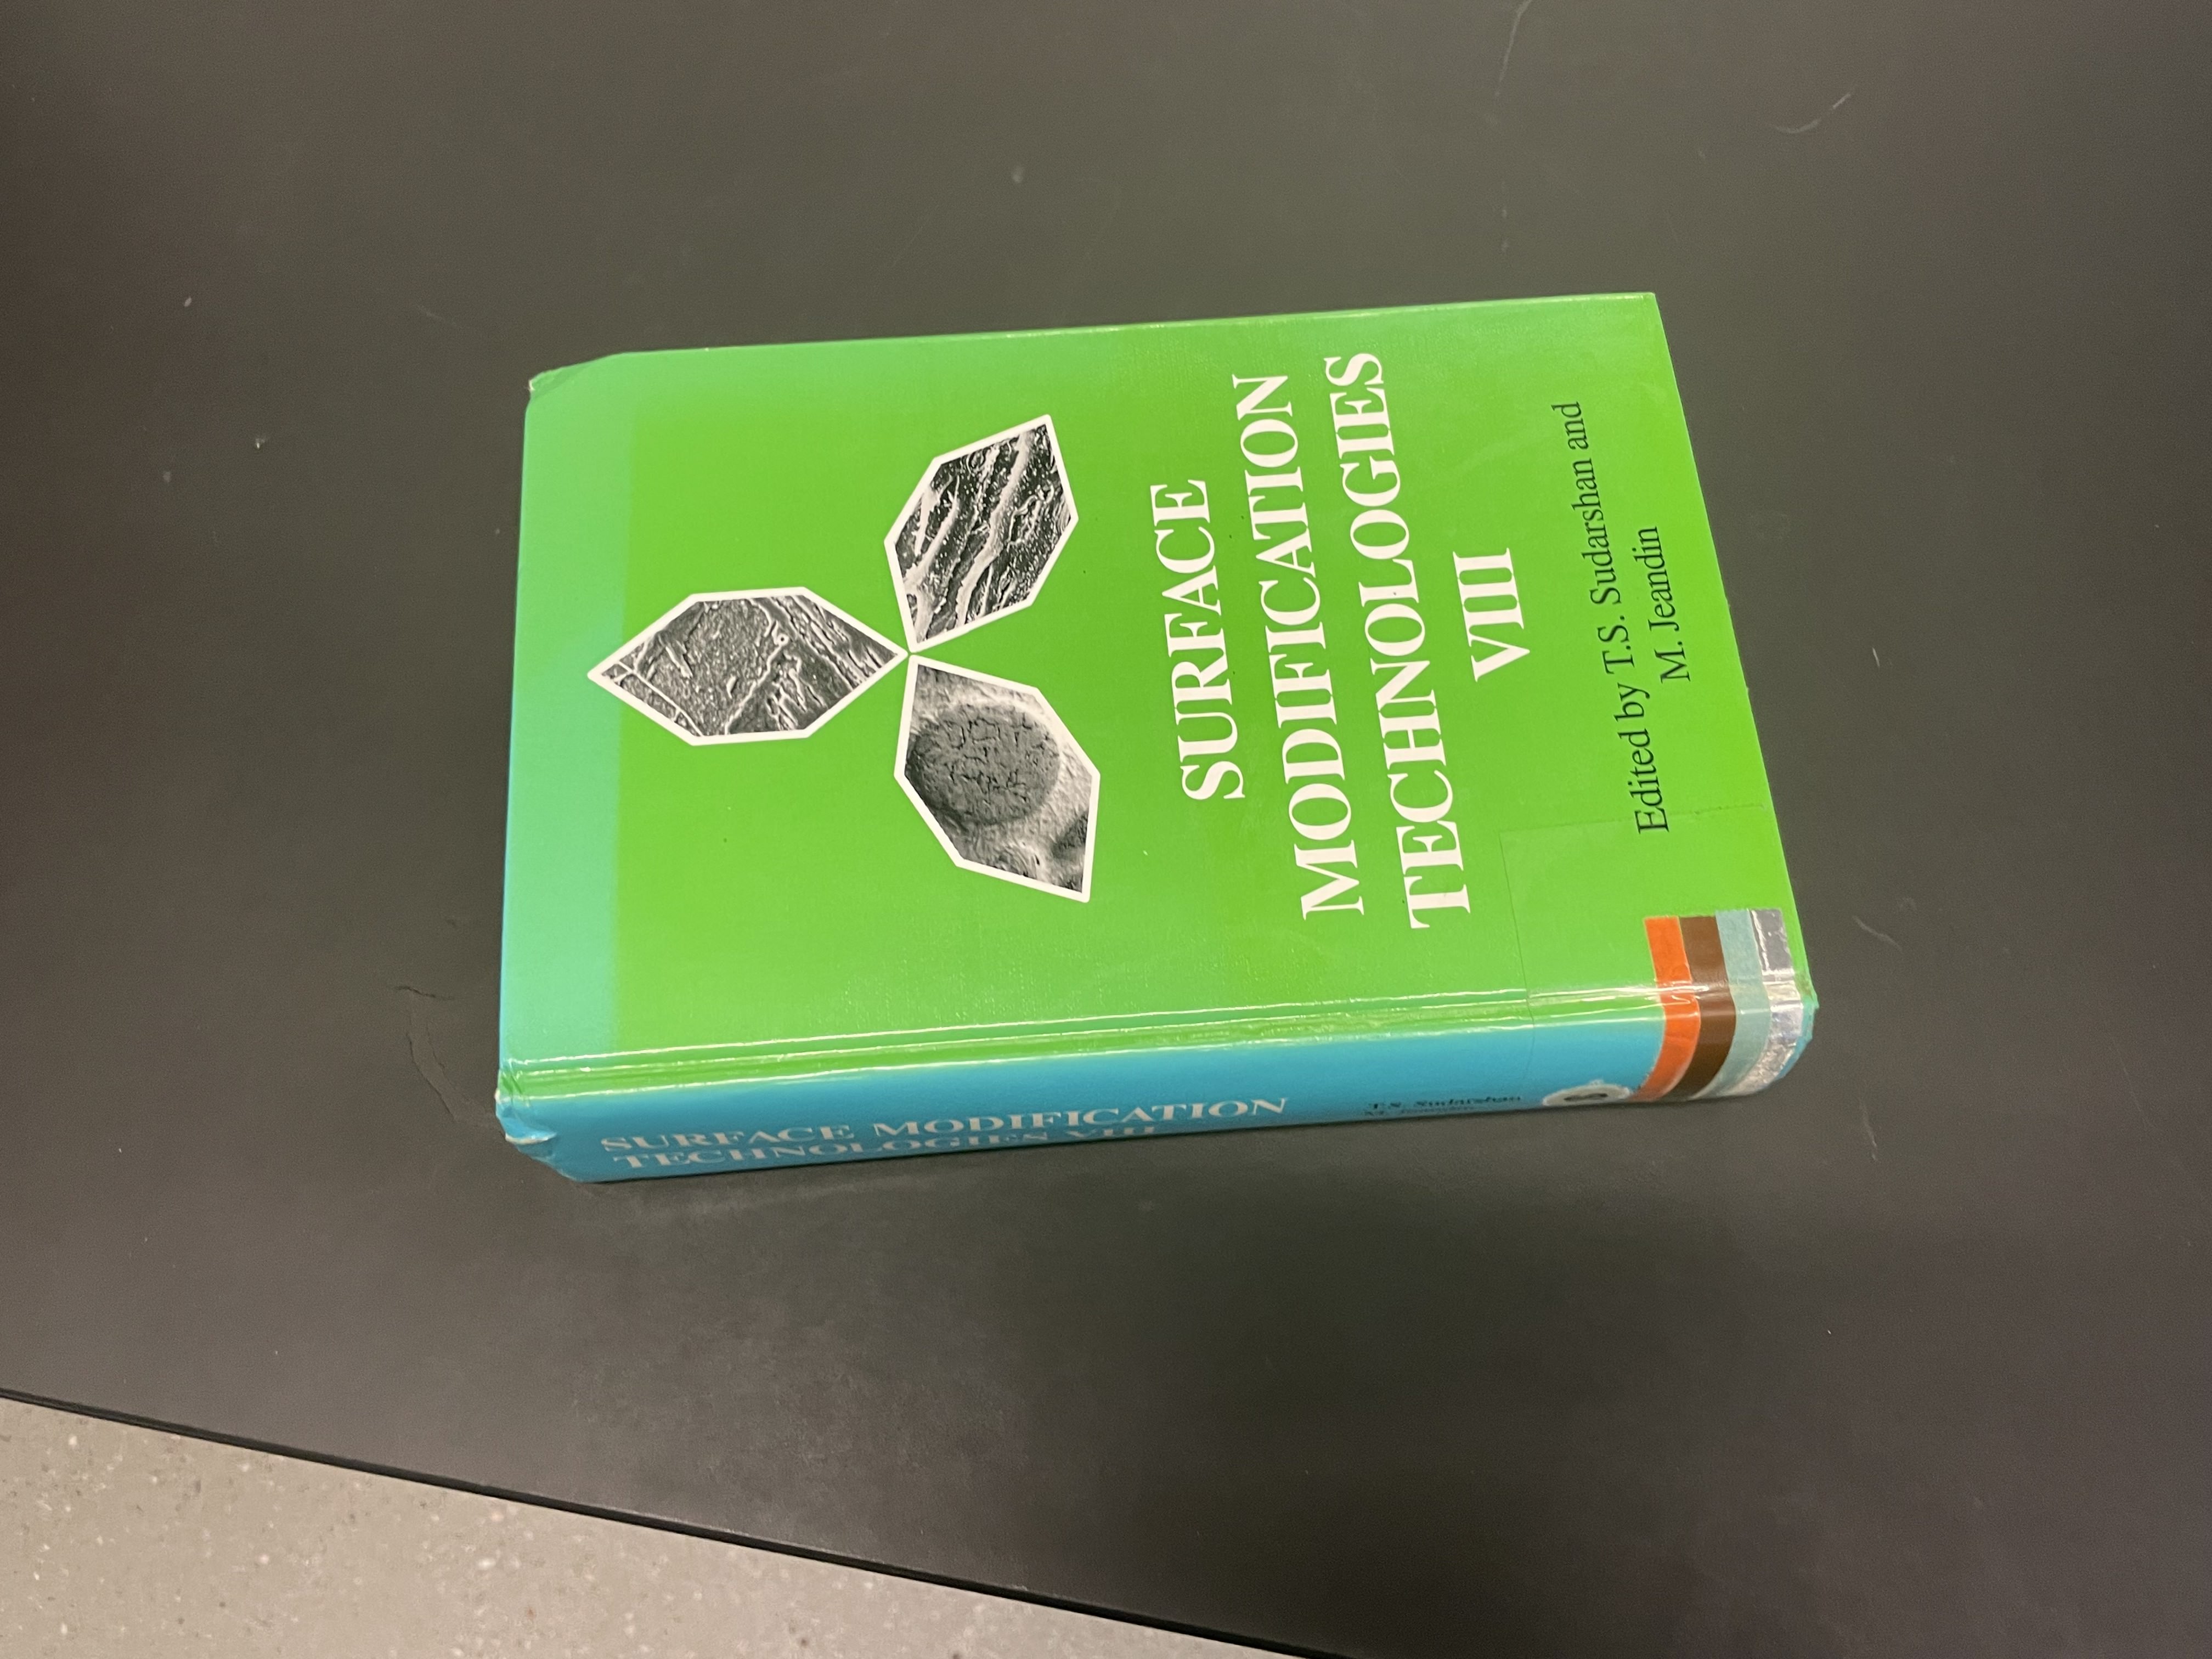 SURFACE
MODIFICATION
TECHNOLOGIES
VIII
Edited by T.S. Sudarshan and
M. Jeandin
SURFACE MODIFICATION
TECHNOLOGIES VIII
T.S. Sudarshan